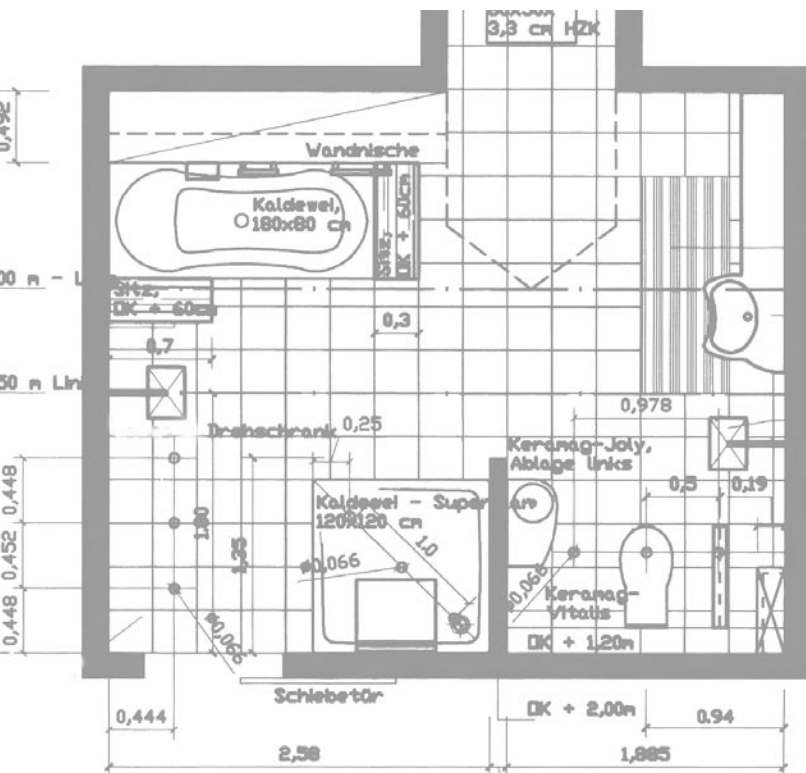 3,3 cm HZK
0,492
Wandnische
Kaldewei,
180x80 cm
Sitz,
OK + 60cm
Sitz,
OK + 60cm
0,3
0,7
50 m Lini
0,978
Drehschrank
0,25
Keramag-Joly,
Ablage links
0,5
0,19
Kaldewei - Super
120x120 cm
0,448
0,452
0,448
1,35
1,0
ø0,066
ø0,066
ø0,066
Keramag-
Vitalis
OK + 1,20m
Schiebetür
OK + 2,00m
0,444
0.94
2,58
1,885